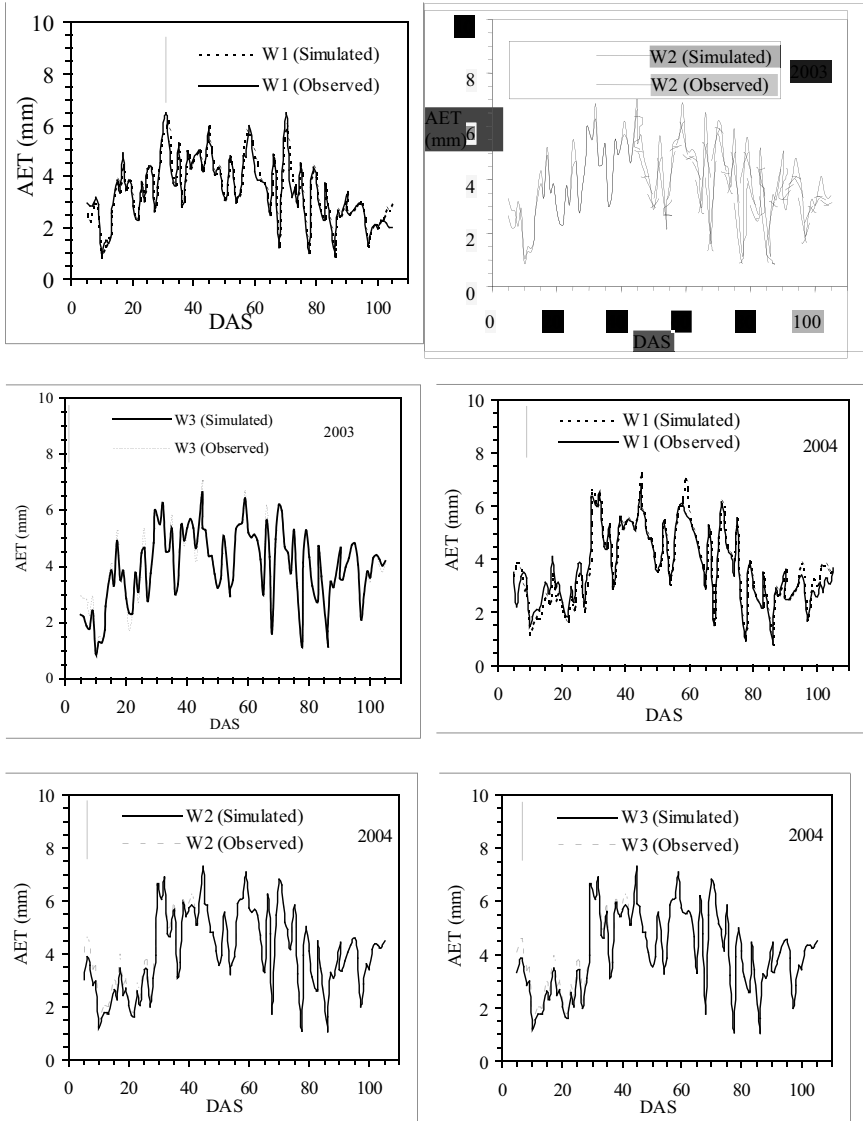 10
W1 (Simulated)
W1 (Observed)
8
6
4
2
0
AET (mm)
0 20 40 60 80 100
DAS
W2 (Simulated)
W2 (Observed)
2003
8
AET
(mm)
6
4
2
0
0 100
DAS
10
W3 (Simulated)
W3 (Observed)
2003
8
6
4
2
0
AET (mm)
0 20 40 60 80 100
DAS
10
W1 (Simulated)
W1 (Observed)
2004
8
6
4
2
0
AET (mm)
0 20 40 60 80 100
DAS
10
W2 (Simulated)
W2 (Observed)
2004
8
6
4
2
0
AET (mm)
0 20 40 60 80 100
DAS
10
W3 (Simulated)
W3 (Observed)
2004
8
6
4
2
0
AET (mm)
0 20 40 60 80 100
DAS